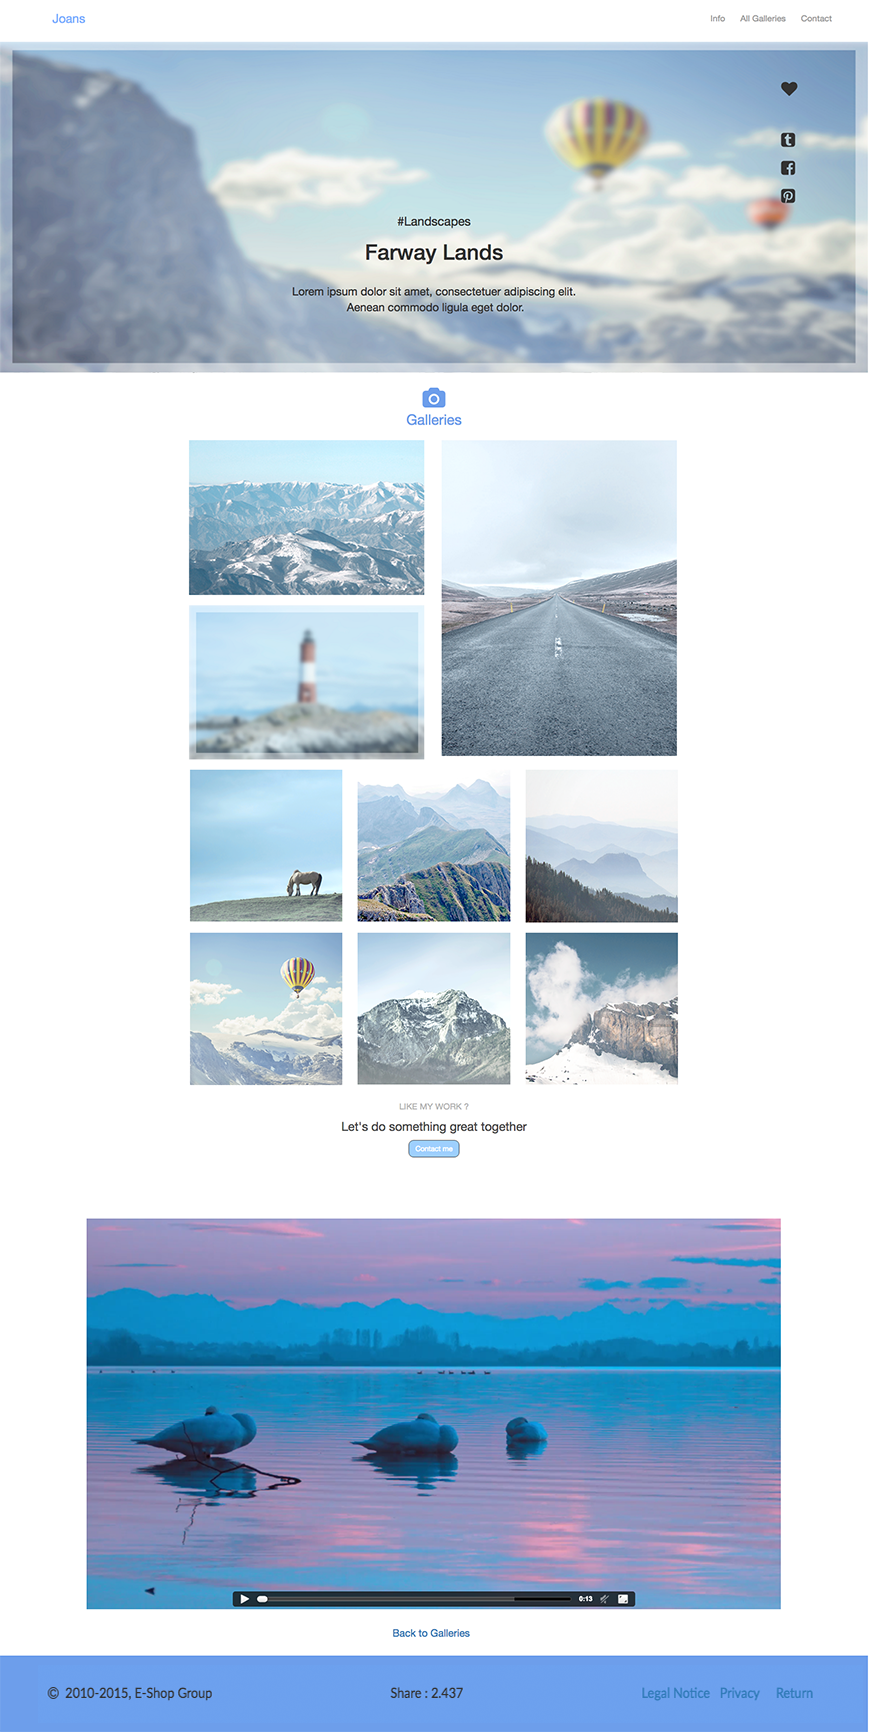 Joans
Info All Galleries Contact
#Landscapes
Farway Lands
Lorem ipsum dolor sit amet, consectetuer adipiscing elit.
Aenean commodo ligula eget dolor.
Galleries
LIKE MY WORK ?
Let's do something great together
Contact me
0:13
Back to Galleries
© 2010-2015, E-Shop Group
Share : 2.437
Legal Notice Privacy Return